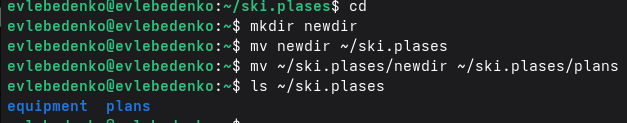 evlebedenko@evlebedenko:~/ski.plases$ cd
evlebedenko@evlebedenko:~$ mkdir newdir
evlebedenko@evlebedenko:~$ mv newdir ~/ski.plases
evlebedenko@evlebedenko:~$ mv ~/ski.plases/newdir ~/ski.plases/plans
evlebedenko@evlebedenko:~$ ls ~/ski.plases
equipment  plans